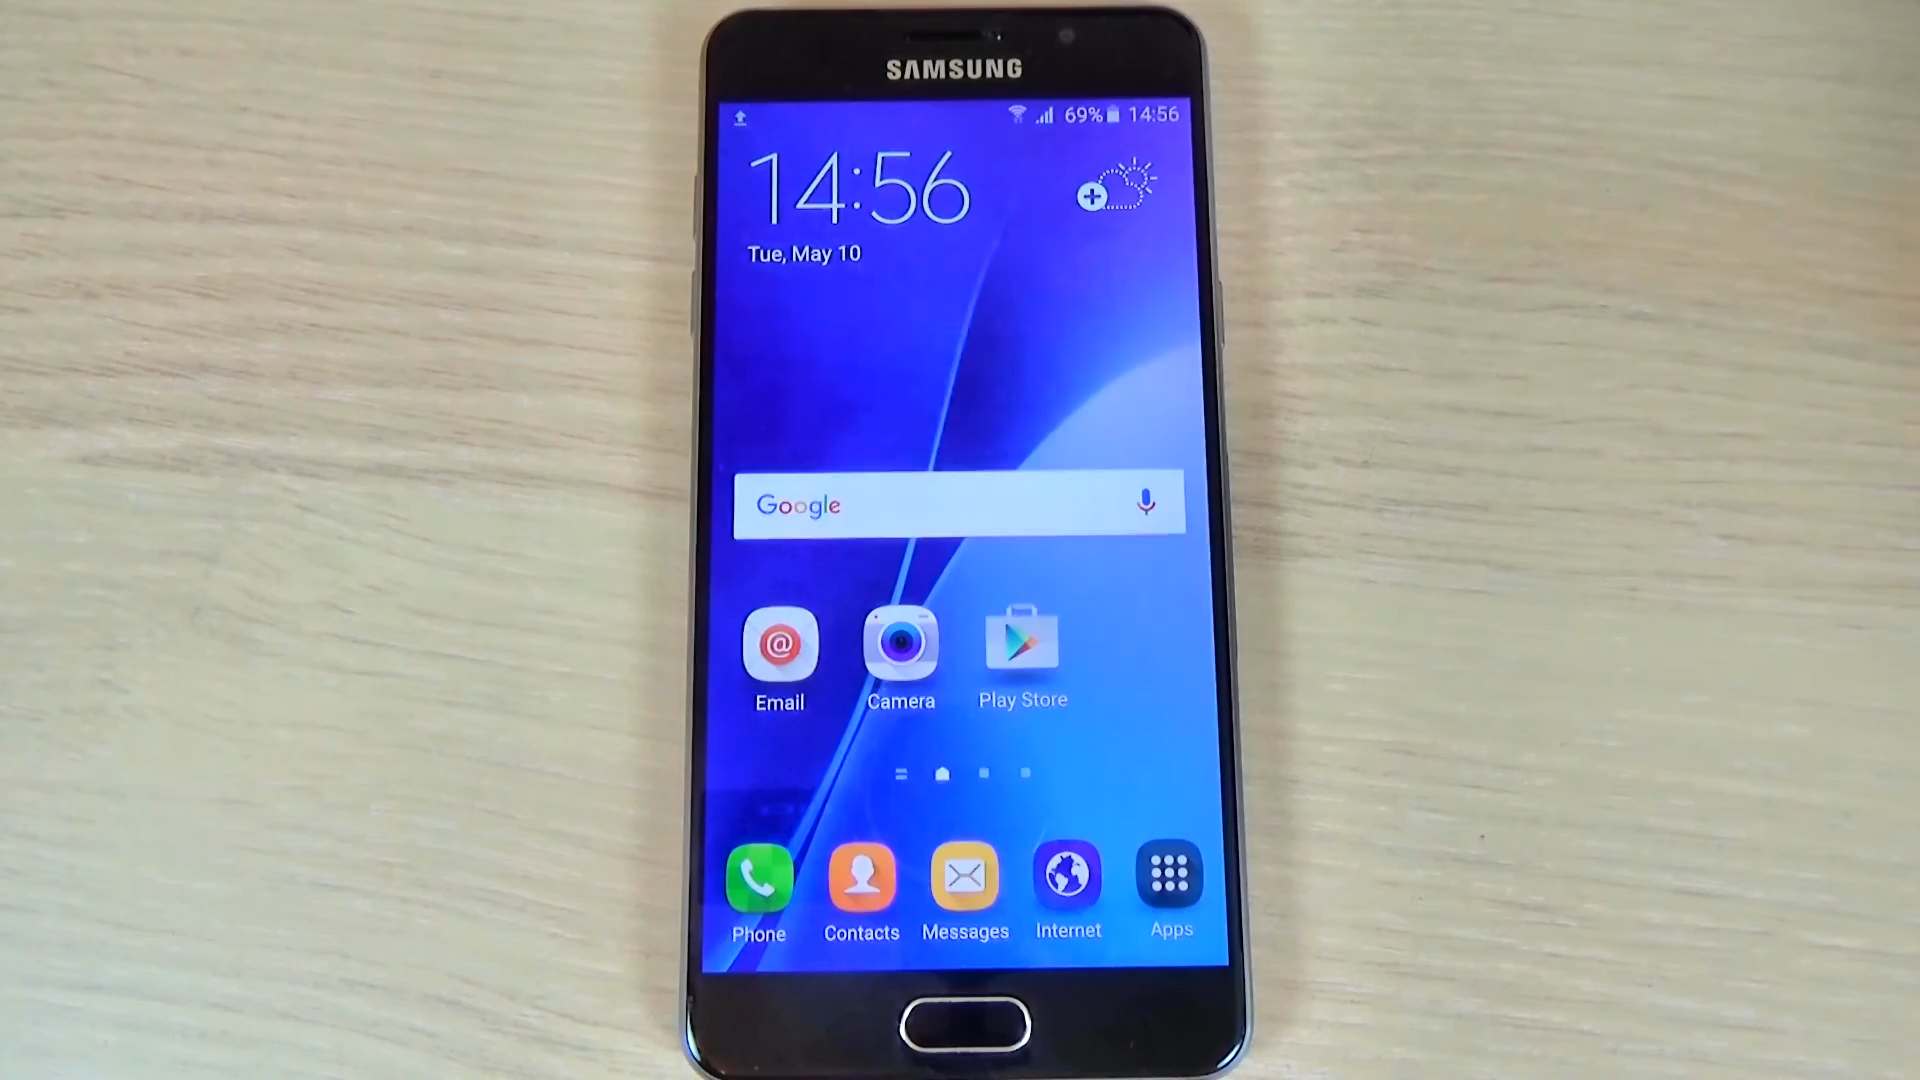 SAMSUNG
69% 14:56
14:56
Tue, May 10
Google
Email Camera Play Store
Phone Contacts Messages Internet Apps